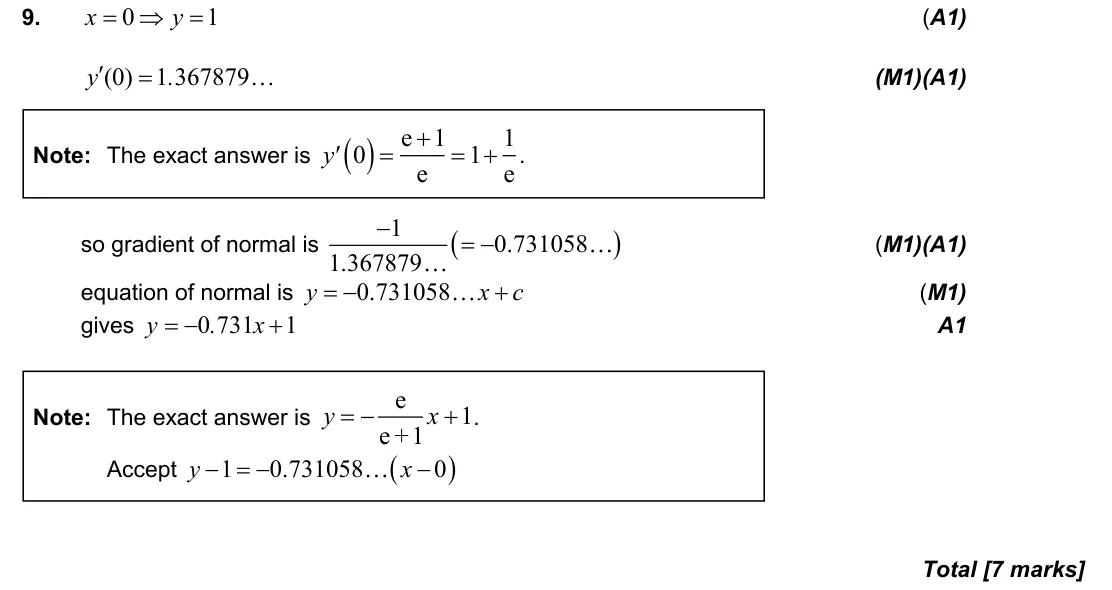 9. x = 0 ⇒ y = 1 (A1)
y′(0) = 1.367879… (M1)(A1)
Note: The exact answer is y′(0) = (e + 1)/e = 1 + 1/e.
so gradient of normal is −1/1.367879… (= −0.731058…) (M1)(A1)
equation of normal is y = −0.731058…x + c (M1)
gives y = −0.731x + 1 A1
Note: The exact answer is y = − e/(e + 1) x + 1.
Accept y − 1 = −0.731058…(x − 0)
Total [7 marks]